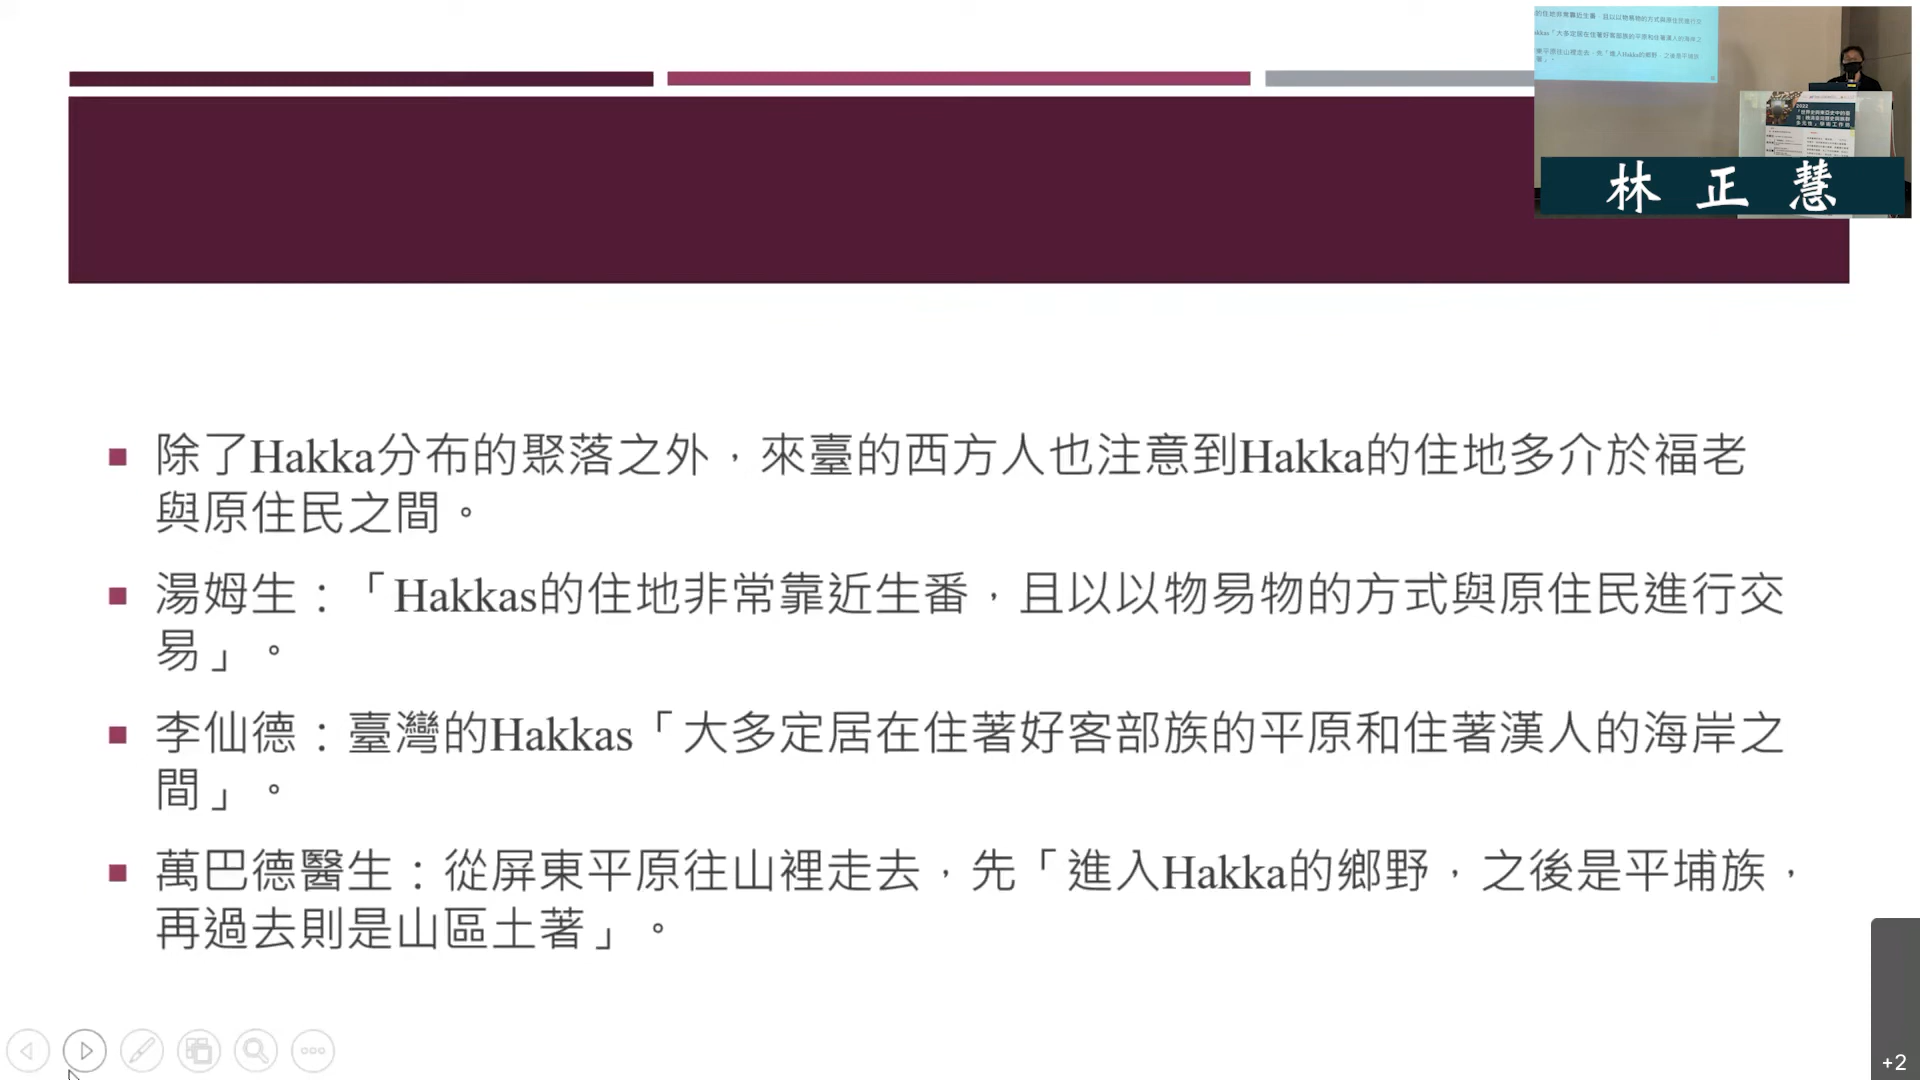 林正慧
除了Hakka分布的聚落之外，來臺的西方人也注意到Hakka的住地多介於福老
與原住民之間。
湯姆生：「Hakkas的住地非常靠近生番，且以以物易物的方式與原住民進行交
易」。
李仙德：臺灣的Hakkas「大多定居在住著好客部族的平原和住著漢人的海岸之
間」。
萬巴德醫生：從屏東平原往山裡走去，先「進入Hakka的鄉野，之後是平埔族，
再過去則是山區土著」。
+2